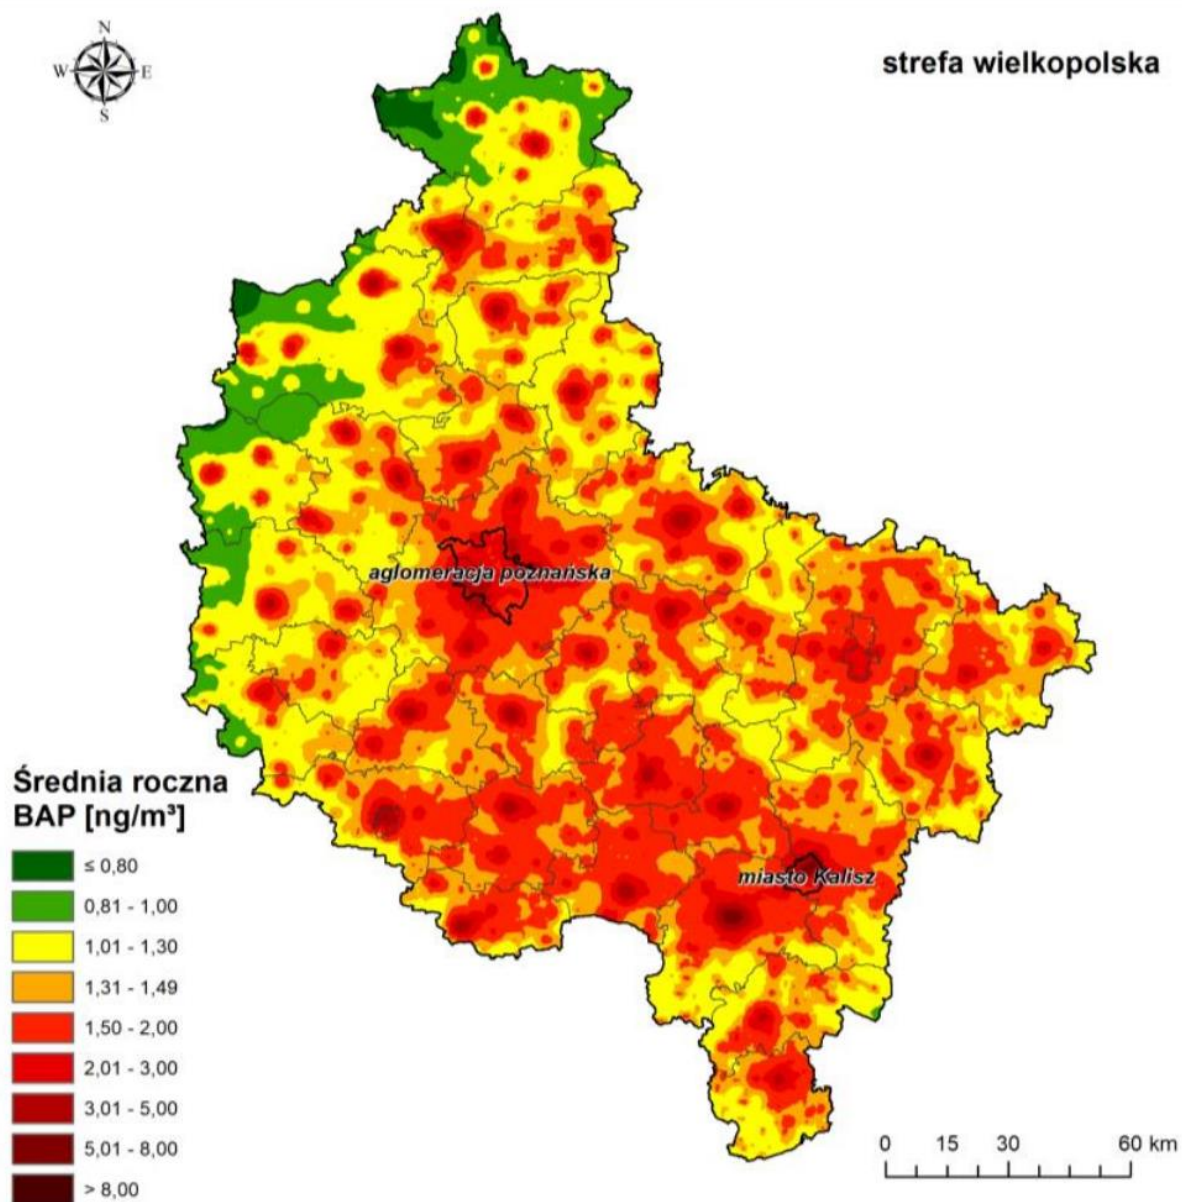 N
W E
S
strefa wielkopolska
aglomeracja poznańska
miasto Kalisz
Średnia roczna
BAP [ng/m³]
≤ 0,80
0,81 - 1,00
1,01 - 1,30
1,31 - 1,49
1,50 - 2,00
2,01 - 3,00
3,01 - 5,00
5,01 - 8,00
> 8,00
0 15 30 60 km